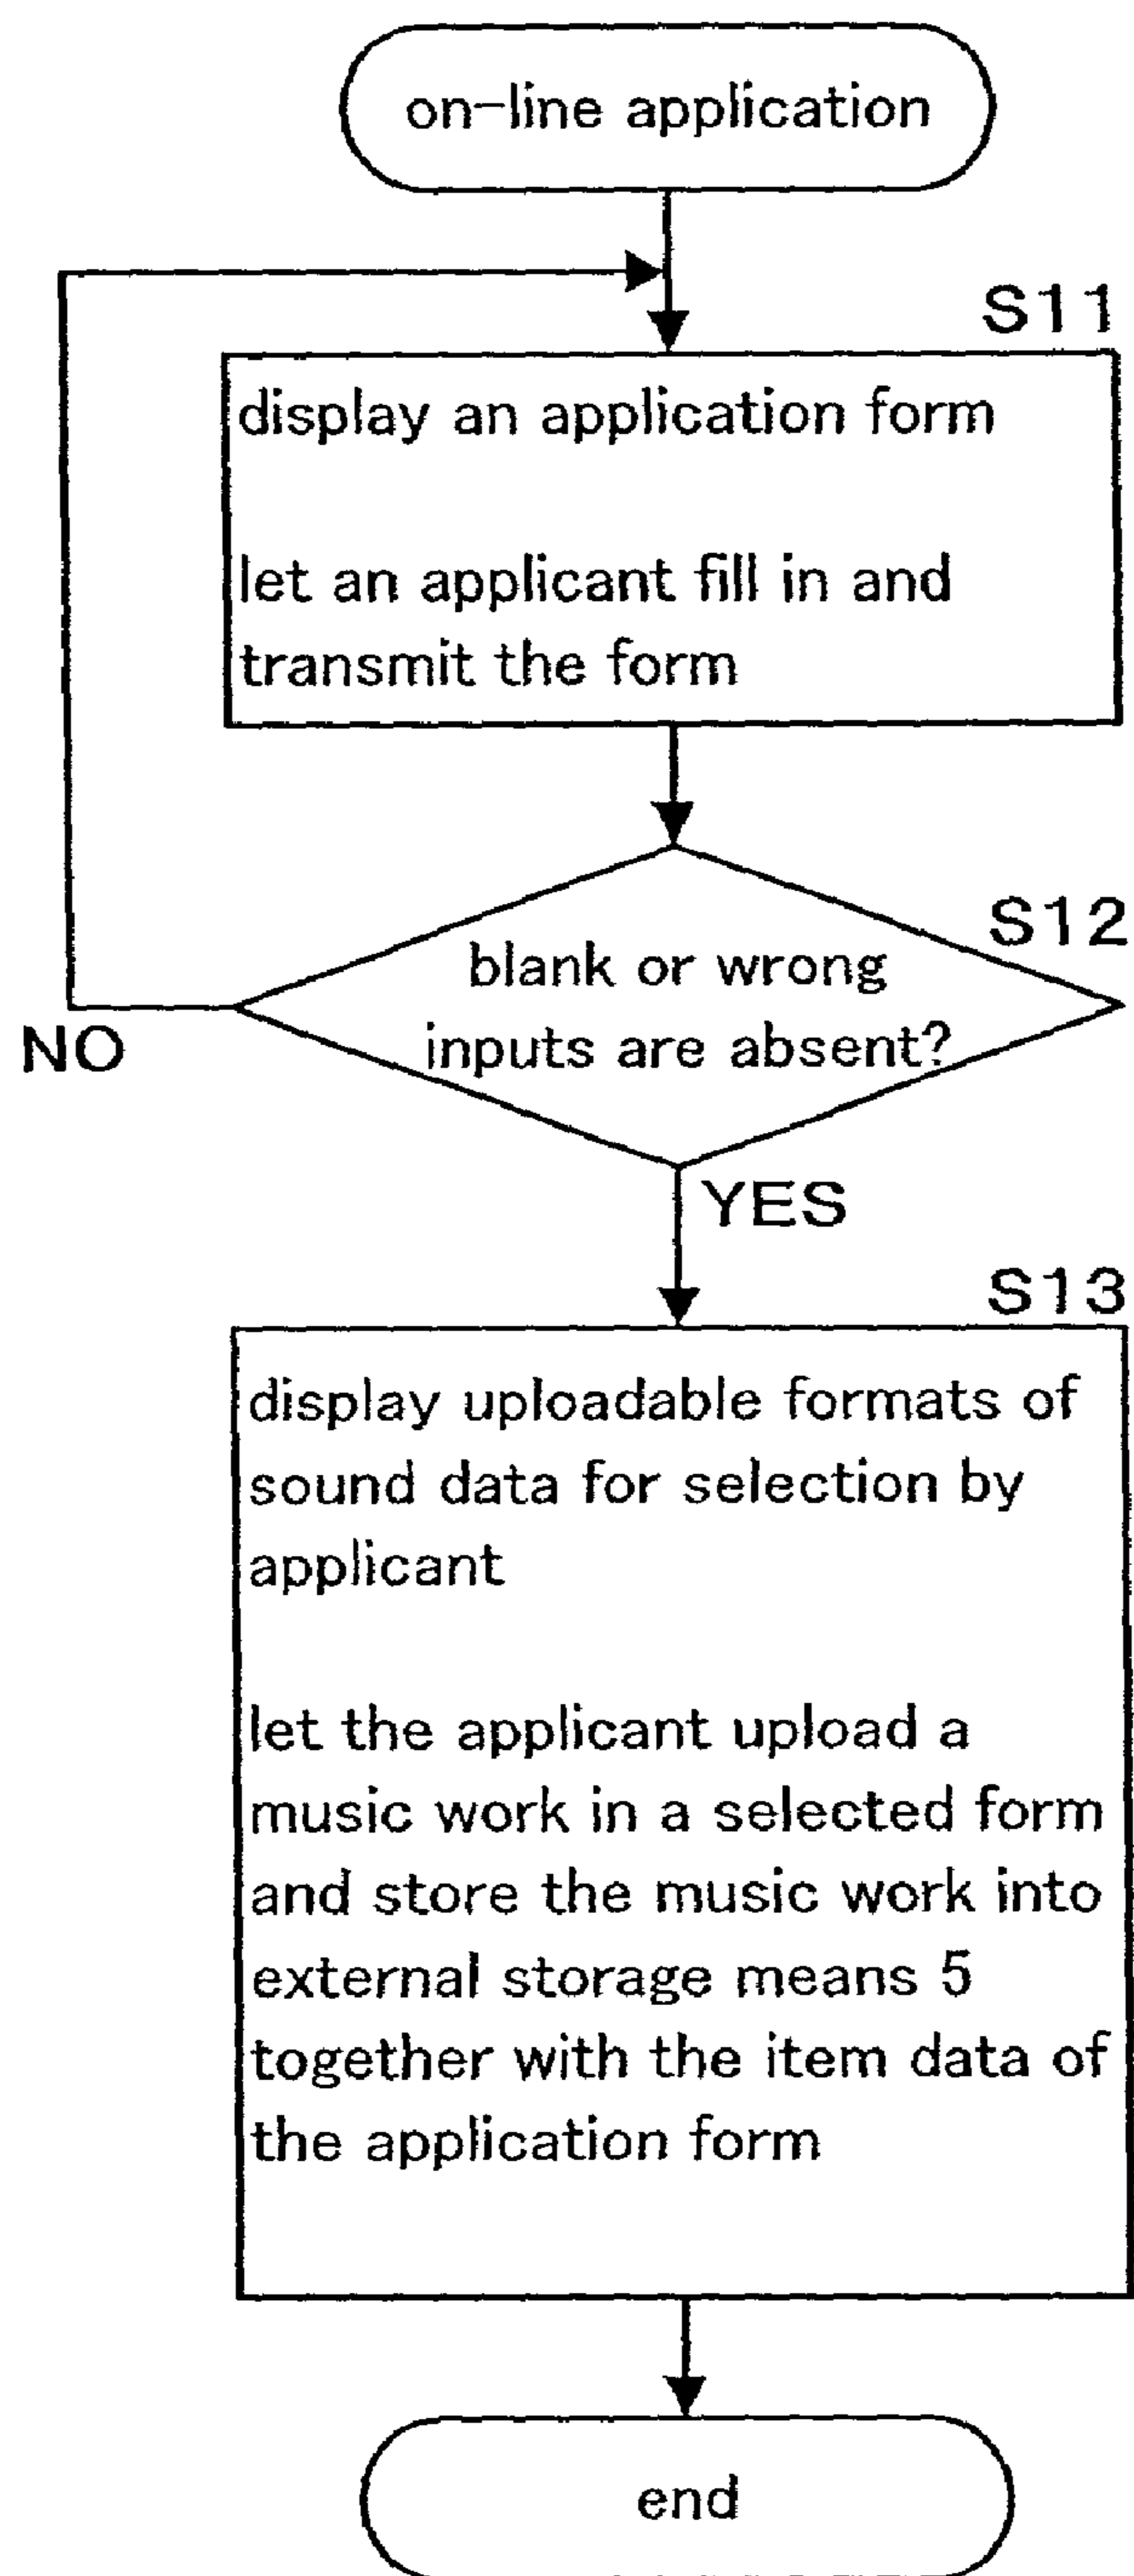 on-line application
S11
display an application form
let an applicant fill in and
transmit the form
S12
blank or wrong
inputs are absent?
NO
YES
S13
display uploadable formats of
sound data for selection by
applicant
let the applicant upload a
music work in a selected form
and store the music work into
external storage means 5
together with the item data of
the application form
end